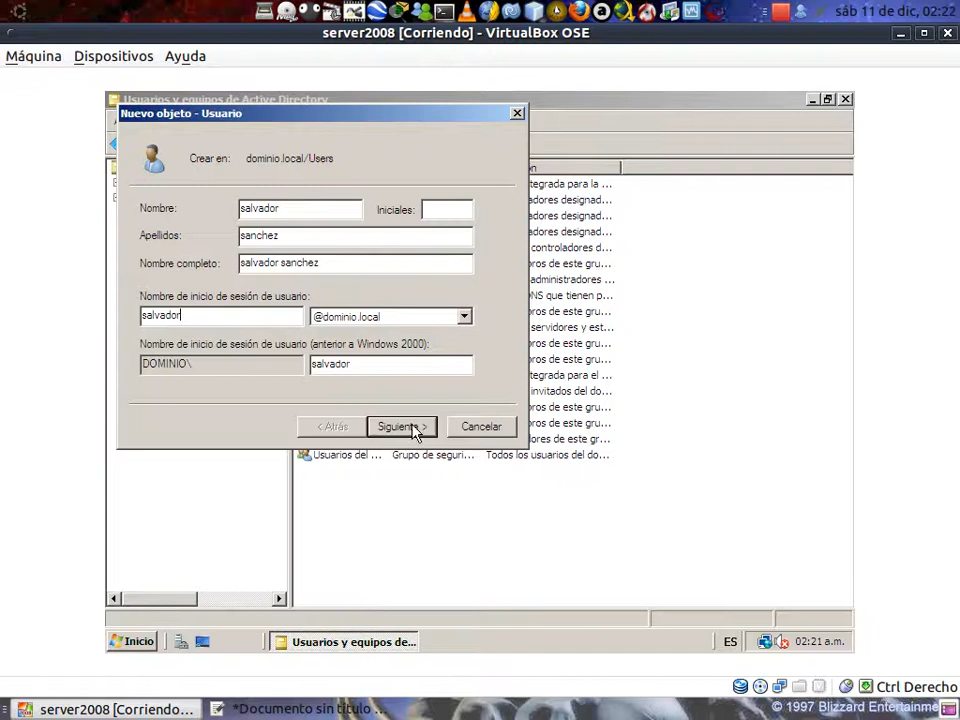 sáb 11 de dic, 02:22
server2008 [Corriendo] - VirtualBox OSE
Máquina Dispositivos Ayuda
Usuarios y equipos de Active Directory
Nuevo objeto - Usuario
Crear en: dominio.local/Users
Nombre: salvador Iniciales:
Apellidos: sanchez
Nombre completo: salvador sanchez
Nombre de inicio de sesión de usuario:
salvador @dominio.local
Nombre de inicio de sesión de usuario (anterior a Windows 2000):
DOMINIO\ salvador
< Atrás Siguiente > Cancelar
tegrada para la ...
adores designad...
adores designad...
controladores d...
ros de este gru...
administradores ...
NS que tienen p...
ros de este gru...
servidores y est...
ros de este gru...
ros de este gru...
tegrada para el ...
invitados del do...
ros de este gru...
ros de este gru...
dores de este gr...
Usuarios del ... Grupo de seguri... Todos los usuarios del do...
Inicio Usuarios y equipos de... ES 02:21 a.m.
Ctrl Derecho
server2008 [Corriendo... *Documento sin título ... © 1997 Blizzard Entertainme